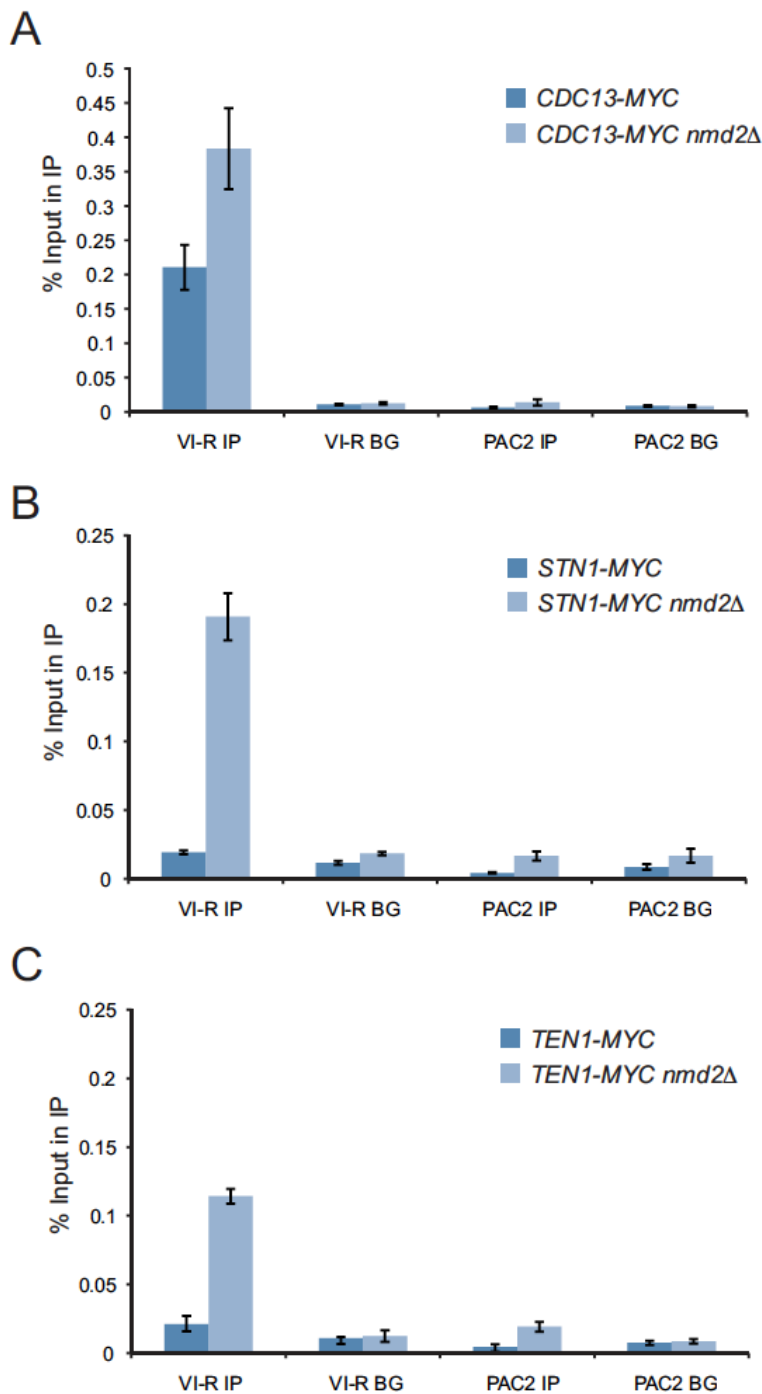 A
0.5
0.45
0.4
0.35
0.3
0.25
0.2
0.15
0.1
0.05
0
% Input in IP
CDC13-MYC
CDC13-MYC nmd2Δ
VI-R IP VI-R BG PAC2 IP PAC2 BG
B
0.25
0.2
0.15
0.1
0.05
0
% Input in IP
STN1-MYC
STN1-MYC nmd2Δ
VI-R IP VI-R BG PAC2 IP PAC2 BG
C
0.25
0.2
0.15
0.1
0.05
0
% Input in IP
TEN1-MYC
TEN1-MYC nmd2Δ
VI-R IP VI-R BG PAC2 IP PAC2 BG